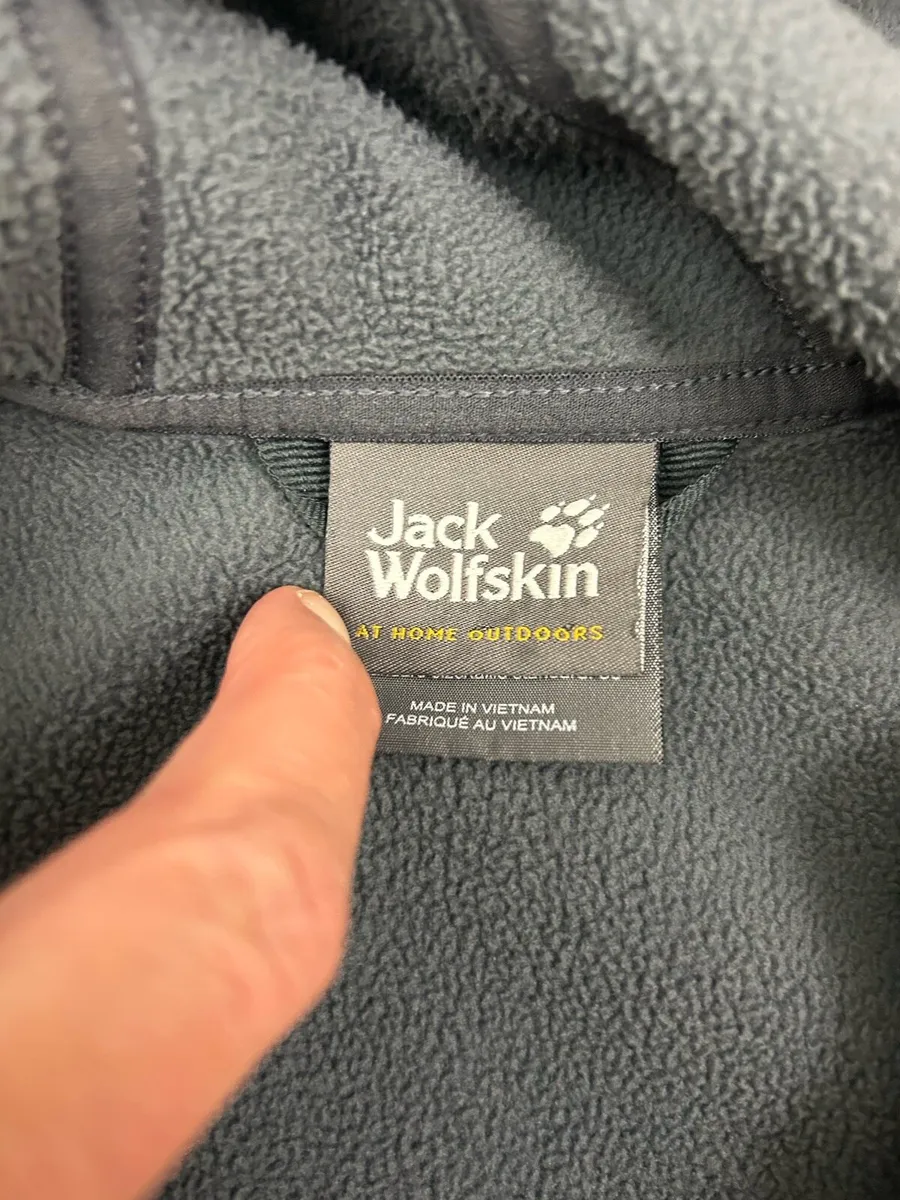 Jack
Wolfskin
AT HOME OUTDOORS
MADE IN VIETNAM
FABRIQUÉ AU VIETNAM